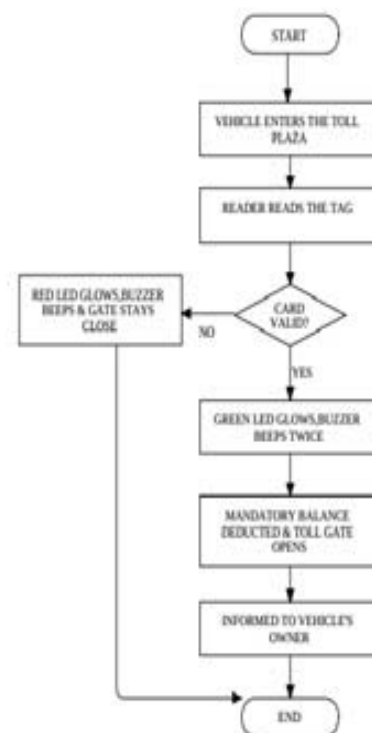 START
VEHICLE ENTERS THE TOLL
PLAZA
READER READS THE TAG
CARD
VALID?
NO
RED LED GLOWS,BUZZER
BEEPS & GATE STAYS
CLOSE
YES
GREEN LED GLOWS,BUZZER
BEEPS TWICE
MANDATORY BALANCE
DEDUCTED & TOLL GATE
OPENS
INFORMED TO VEHICLE'S
OWNER
END